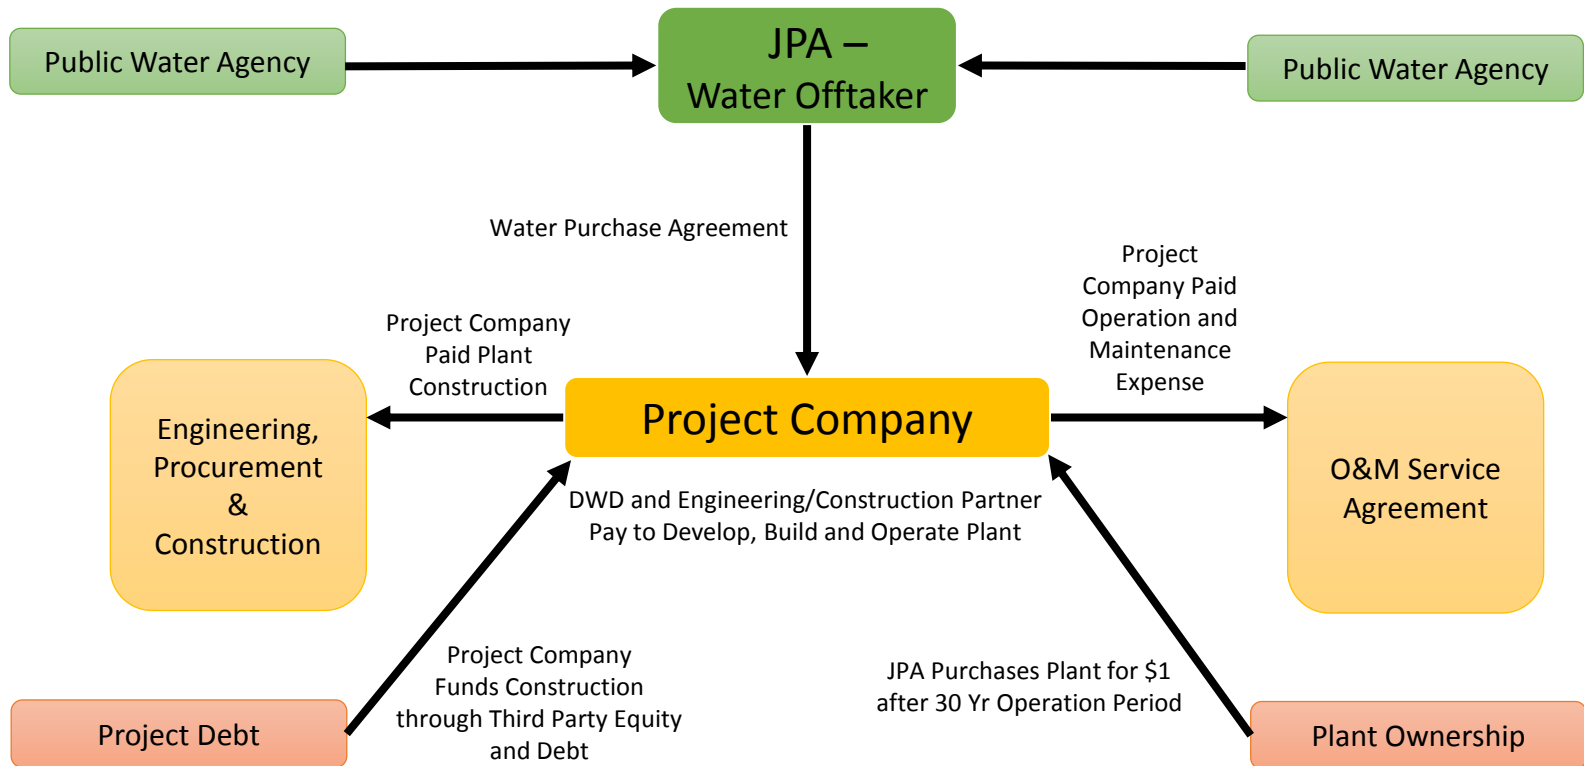 Public Water Agency
JPA –
Water Offtaker
Public Water Agency
Water Purchase Agreement
Project
Company Paid
Operation and
Maintenance
Expense
Project Company
Paid Plant
Construction
Engineering,
Procurement
&
Construction
Project Company
O&M Service
Agreement
DWD and Engineering/Construction Partner
Pay to Develop, Build and Operate Plant
Project Company
Funds Construction
through Third Party Equity
and Debt
JPA Purchases Plant for $1
after 30 Yr Operation Period
Project Debt
Plant Ownership